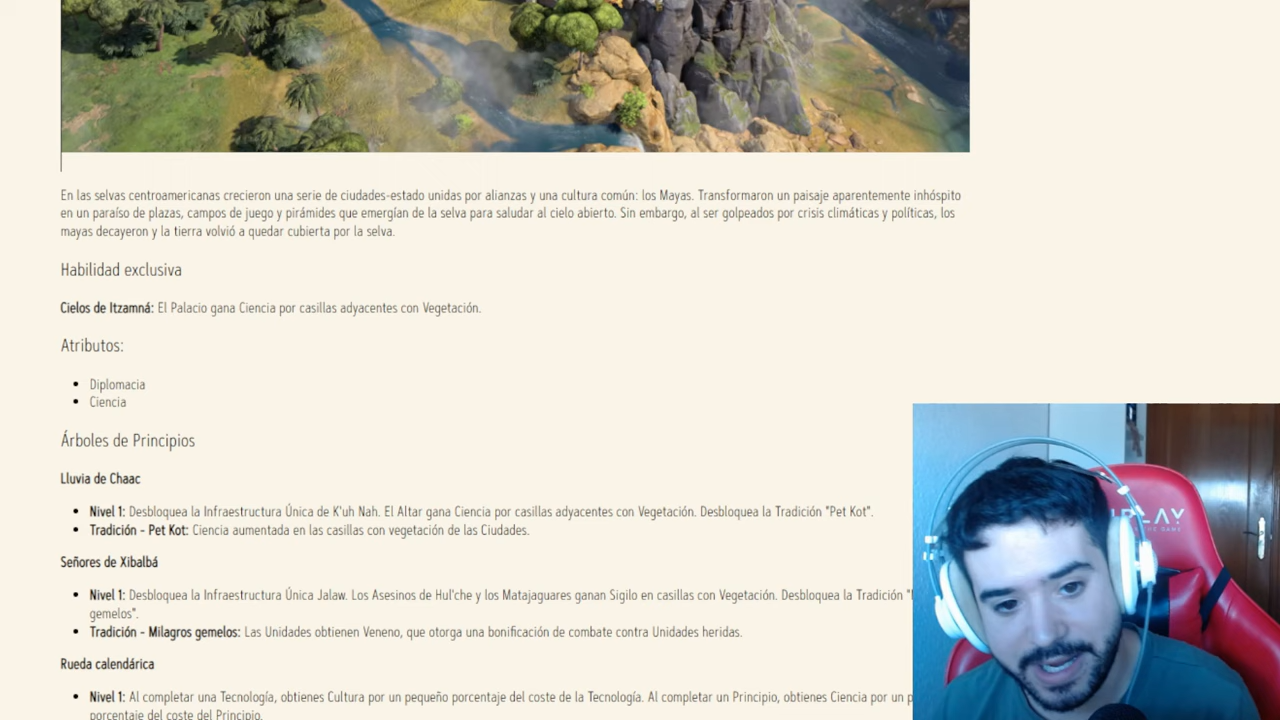 En las selvas centroamericanas crecieron una serie de ciudades-estado unidas por alianzas y una cultura común: los Mayas. Transformaron un paisaje aparentemente inhóspito
en un paraíso de plazas, campos de juego y pirámides que emergían de la selva para saludar al cielo abierto. Sin embargo, al ser golpeados por crisis climáticas y políticas, los
mayas decayeron y la tierra volvió a quedar cubierta por la selva.
Habilidad exclusiva
Cielos de Itzamná: El Palacio gana Ciencia por casillas adyacentes con Vegetación.
Atributos:
Diplomacia
Ciencia
Árboles de Principios
Lluvia de Chaac
Nivel 1: Desbloquea la Infraestructura Única de K'uh Nah. El Altar gana Ciencia por casillas adyacentes con Vegetación. Desbloquea la Tradición "Pet Kot".
Tradición - Pet Kot: Ciencia aumentada en las casillas con vegetación de las Ciudades.
Señores de Xibalbá
Nivel 1: Desbloquea la Infraestructura Única Jalaw. Los Asesinos de Hul'che y los Matajaguares ganan Sigilo en casillas con Vegetación. Desbloquea la Tradición
gemelos".
Tradición - Milagros gemelos: Las Unidades obtienen Veneno, que otorga una bonificación de combate contra Unidades heridas.
Rueda calendárica
Nivel 1: Al completar una Tecnología, obtienes Cultura por un pequeño porcentaje del coste de la Tecnología. Al completar un Principio, obtienes Ciencia por un
porcentaje del coste del Principio.